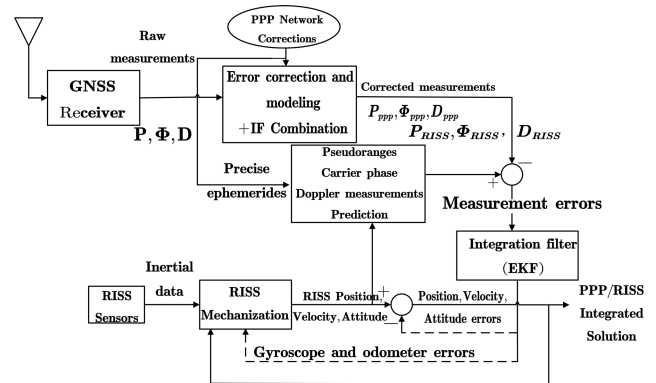 PPP Network
Corrections
Raw
measurements
GNSS
Receiver
P, Φ, D
Error correction and
modeling
+IF Combination
Corrected measurements
P_ppp, Φ_ppp, D_ppp
P_RISS, Φ_RISS, D_RISS
Precise
ephemerides
Pseudoranges
Carrier phase
Doppler measurements
Prediction
−
+
Measurement errors
Integration filter
(EKF)
RISS
Sensors
Inertial
data
RISS
Mechanization
RISS Position,
Velocity, Attitude
+
−
Position, Velocity,
Attitude errors
PPP/RISS
Integrated
Solution
Gyroscope and odometer errors